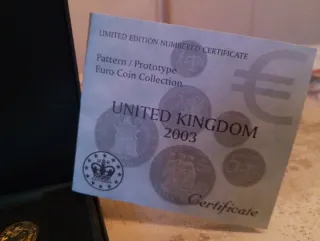 LIMITED EDITION NUMBERED CERTIFICATE
Pattern / Prototype
Euro Coin Collection
€
UNITED KINGDOM
2003
Certificate